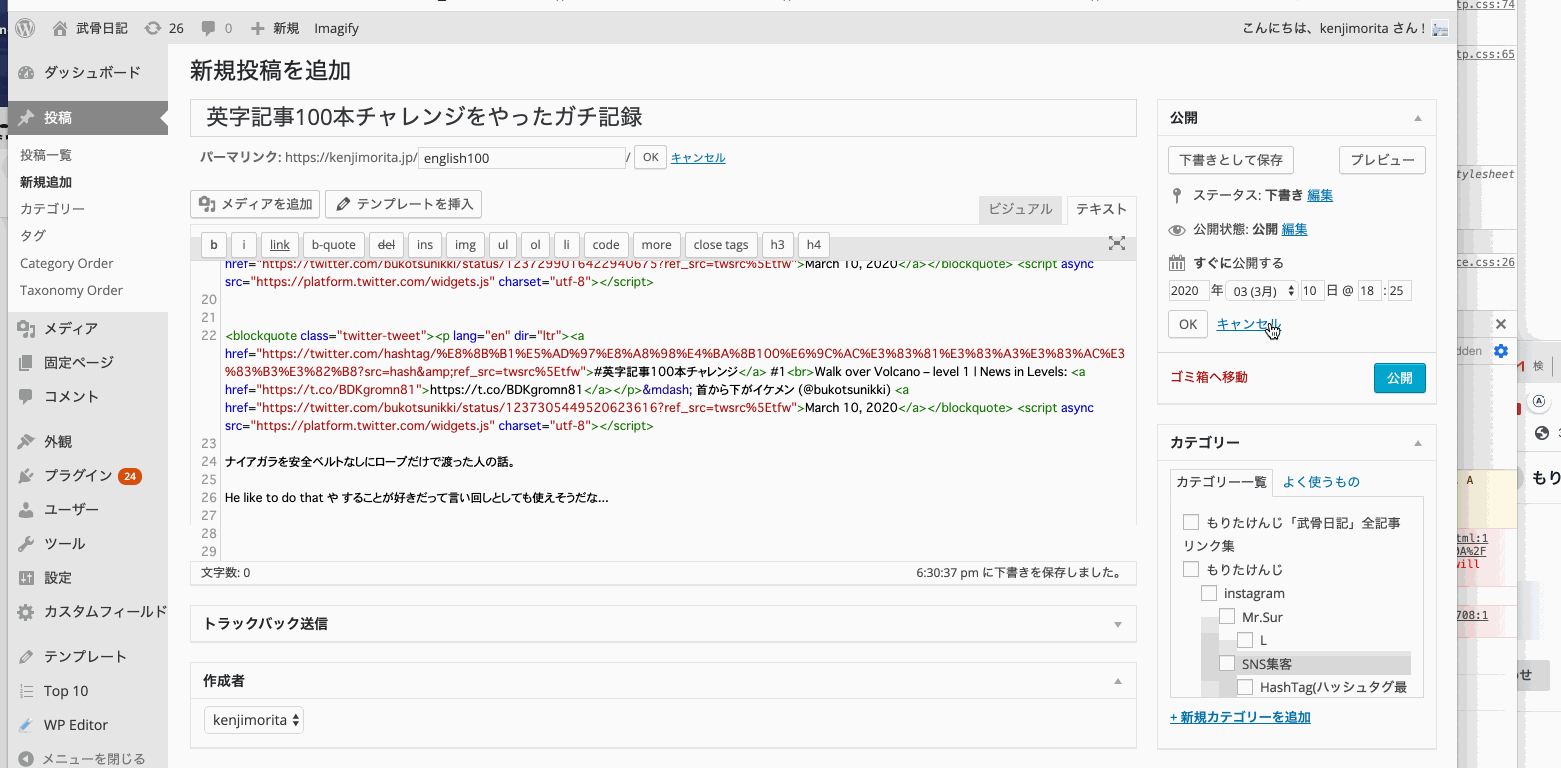 武骨日記 26 0 新規 Imagify こんにちは、kenjimorita さん !
ダッシュボード
投稿
投稿一覧
新規追加
カテゴリー
タグ
Category Order
Taxonomy Order
メディア
固定ページ
コメント
外観
プラグイン 24
ユーザー
ツール
設定
カスタムフィールド
テンプレート
Top 10
WP Editor
メニューを閉じる
新規投稿を追加
英字記事100本チャレンジをやったガチ記録
パーマリンク: https://kenjimorita.jp/ english100 / OK キャンセル
メディアを追加 テンプレートを挿入 ビジュアル テキスト
b i link b-quote del ins img ul ol li code more close tags h3 h4
href="https://twitter.com/bukotsunikki/status/1237299016422940675?ref_src=twsrc%5Etfw">March 10, 2020</a></blockquote> <script async
src="https://platform.twitter.com/widgets.js" charset="utf-8"></script>
20
21
22 <blockquote class="twitter-tweet"><p lang="en" dir="ltr"><a
href="https://twitter.com/hashtag/%E8%8B%B1%E5%AD%97%E8%A8%98%E4%BA%8B100%E6%9C%AC%E3%83%81%E3%83%A3%E3%83%AC%E3
%83%B3%E3%82%B8?src=hash&amp;ref_src=twsrc%5Etfw">#英字記事100本チャレンジ</a> #1<br>Walk over Volcano – level 1 | News in Levels: <a
href="https://t.co/BDKgromn81">https://t.co/BDKgromn81</a></p>&mdash; 首から下がイケメン (@bukotsunikki) <a
href="https://twitter.com/bukotsunikki/status/1237305449520623616?ref_src=twsrc%5Etfw">March 10, 2020</a></blockquote> <script async
src="https://platform.twitter.com/widgets.js" charset="utf-8"></script>
23
24 ナイアガラを安全ベルトなしにロープだけで渡った人の話。
25
26 He like to do that や することが好きだって言い回しとしても使えそうだな...
27
28
29
文字数: 0 6:30:37 pm に下書きを保存しました。
トラックバック送信
作成者
kenjimorita
公開
下書きとして保存 プレビュー
ステータス: 下書き 編集
公開状態: 公開 編集
すぐに公開する
2020 年 03 (3月) 10 日 @ 18 : 25
OK キャンセル
ゴミ箱へ移動 公開
カテゴリー
カテゴリー一覧 よく使うもの
もりたけんじ「武骨日記」全記事
リンク集
もりたけんじ
instagram
Mr.Sur
L
SNS集客
HashTag(ハッシュタグ最
+ 新規カテゴリーを追加
tp.css:74
tp.css:65
tylesheet
ce.css:26
dden
検
A
もり
tml:1
0A%2F
will
708:1
せ